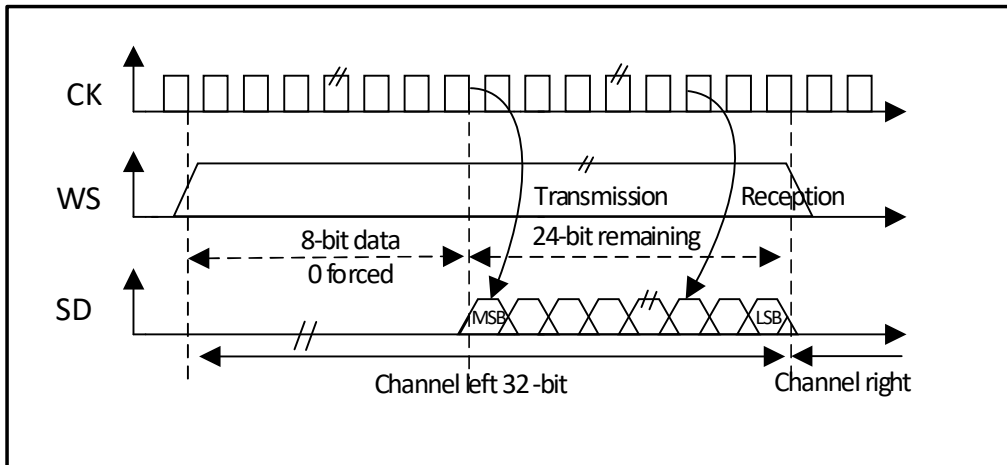 CK
WS
Transmission
Reception
8-bit data
0 forced
24-bit remaining
SD
MSB
LSB
Channel left 32 -bit
Channel right